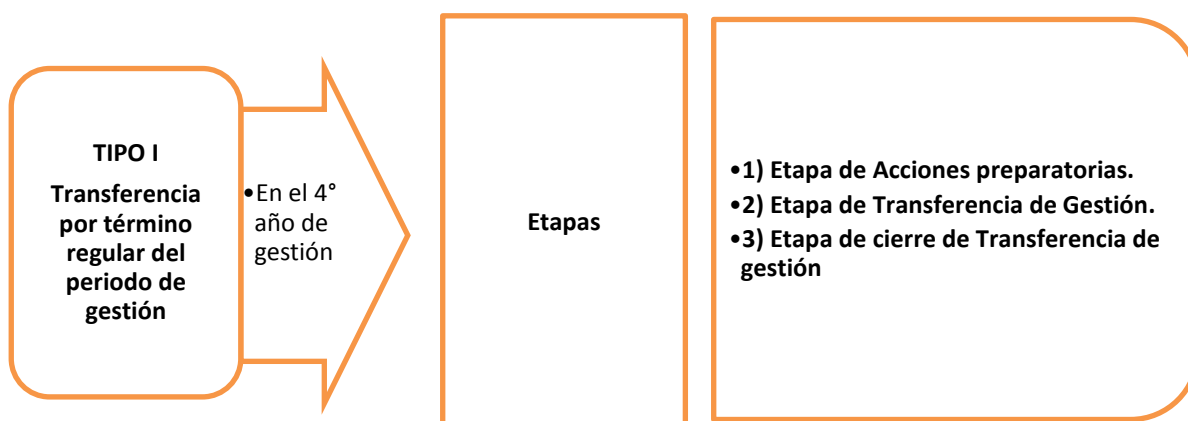 TIPO I
Transferencia
por término
regular del
periodo de
gestión
•En el 4°
año de
gestión
Etapas
•1) Etapa de Acciones preparatorias.
•2) Etapa de Transferencia de Gestión.
•3) Etapa de cierre de Transferencia de
gestión